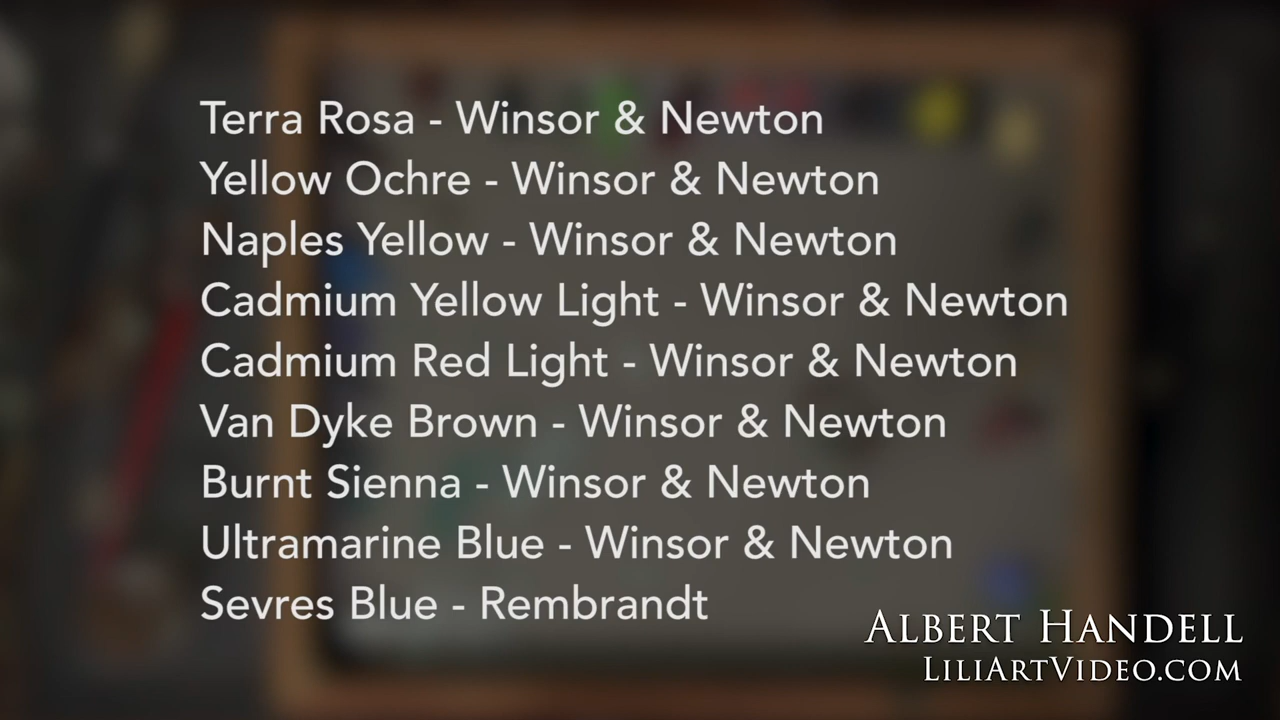 Terra Rosa - Winsor & Newton
Yellow Ochre - Winsor & Newton
Naples Yellow - Winsor & Newton
Cadmium Yellow Light - Winsor & Newton
Cadmium Red Light - Winsor & Newton
Van Dyke Brown - Winsor & Newton
Burnt Sienna - Winsor & Newton
Ultramarine Blue - Winsor & Newton
Sevres Blue - Rembrandt
Albert Handell
LiliArtVideo.com